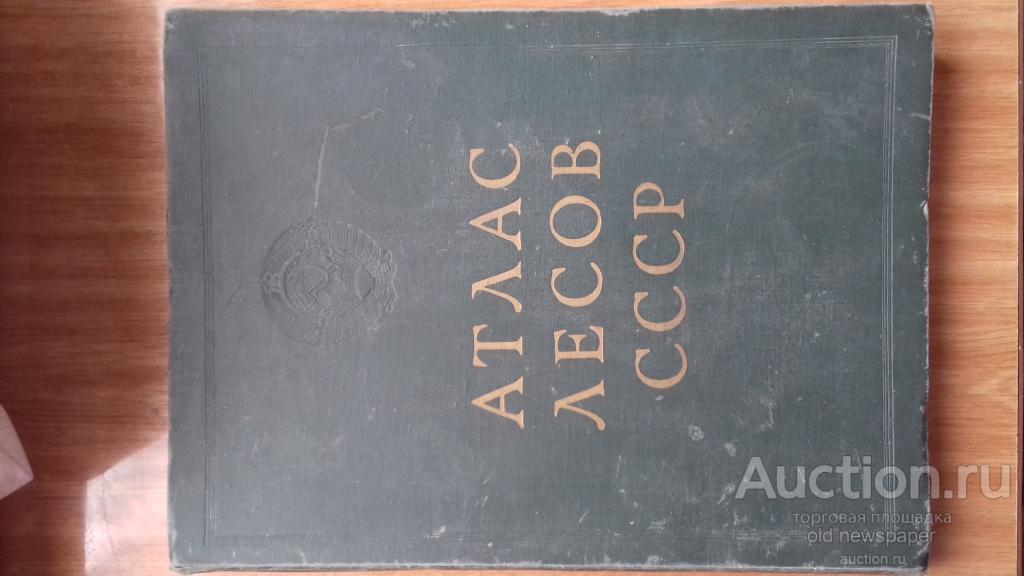 АТЛАС
ЛЕСОВ
СССР
Auction.ru
торговая площадка
old newspaper
auction.ru